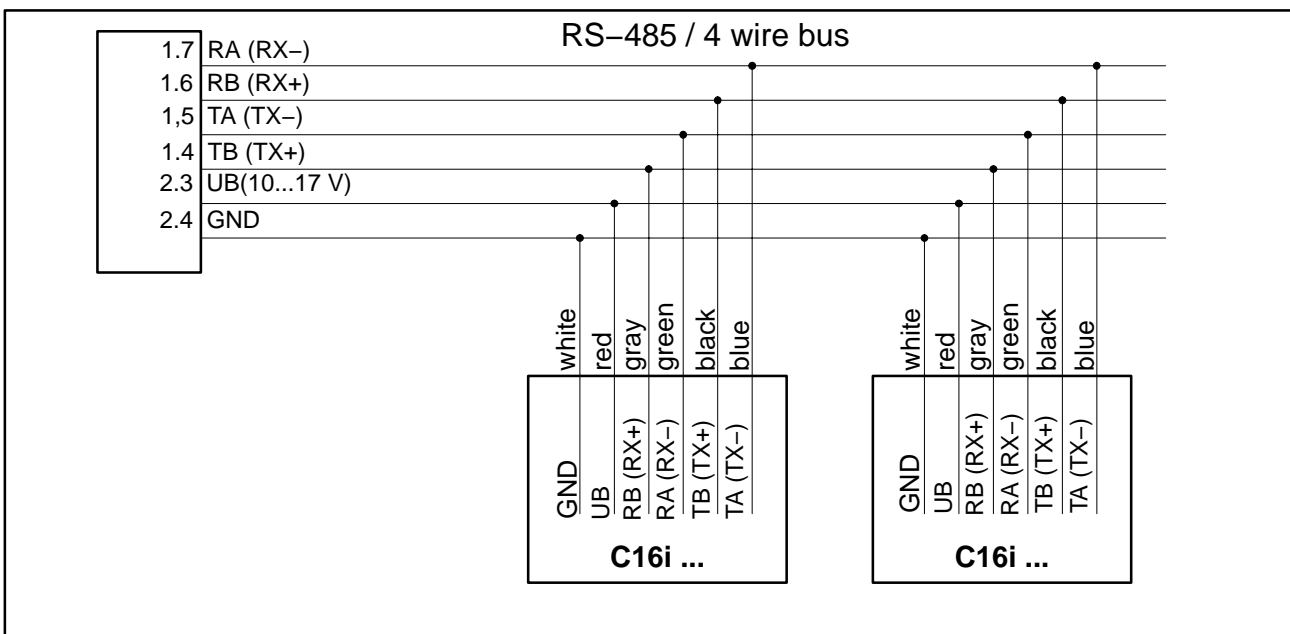 RS−485 / 4 wire bus
1.7 RA (RX−)
1.6 RB (RX+)
1,5 TA (TX−)
1.4 TB (TX+)
2.3 UB(10...17 V)
2.4 GND
white
red
gray
green
black
blue
white
red
gray
green
black
blue
GND
UB
RB (RX+)
RA (RX−)
TB (TX+)
TA (TX−)
GND
UB
RB (RX+)
RA (RX−)
TB (TX+)
TA (TX−)
C16i ...
C16i ...